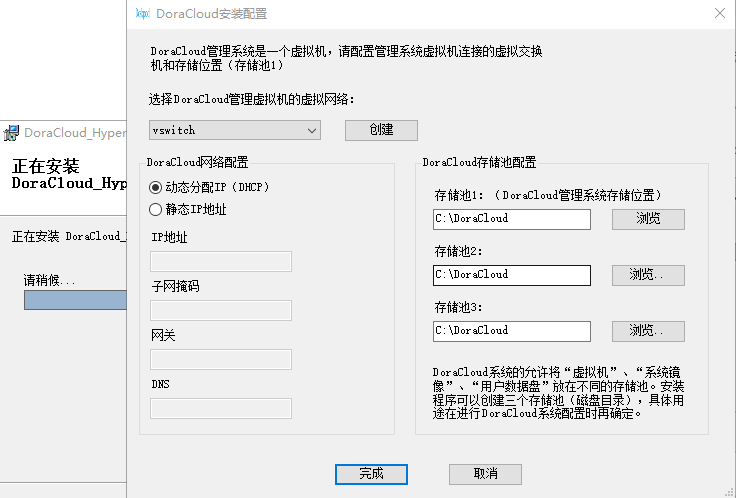 DoraCloud安装配置
DoraCloud管理系统是一个虚拟机，请配置管理系统虚拟机连接的虚拟交换
机和存储位置（存储池1）
选择DoraCloud管理虚拟机的虚拟网络：
vswitch
创建
DoraCloud_Hyper
正在安装
DoraCloud_Hyp
正在安装 DoraCloud_
请稍候...
DoraCloud网络配置
动态分配IP（DHCP）
静态IP地址
IP地址
子网掩码
网关
DNS
DoraCloud存储池配置
存储池1：（DoraCloud管理系统存储位置）
C:\DoraCloud
浏览
存储池2：
C:\DoraCloud
浏览..
存储池3：
C:\DoraCloud
浏览..
DoraCloud系统的允许将“虚拟机”、“系统镜
像”、“用户数据盘”放在不同的存储池。安装
程序可以创建三个存储池（磁盘目录），具体用
途在进行DoraCloud系统配置时再确定。
完成
取消